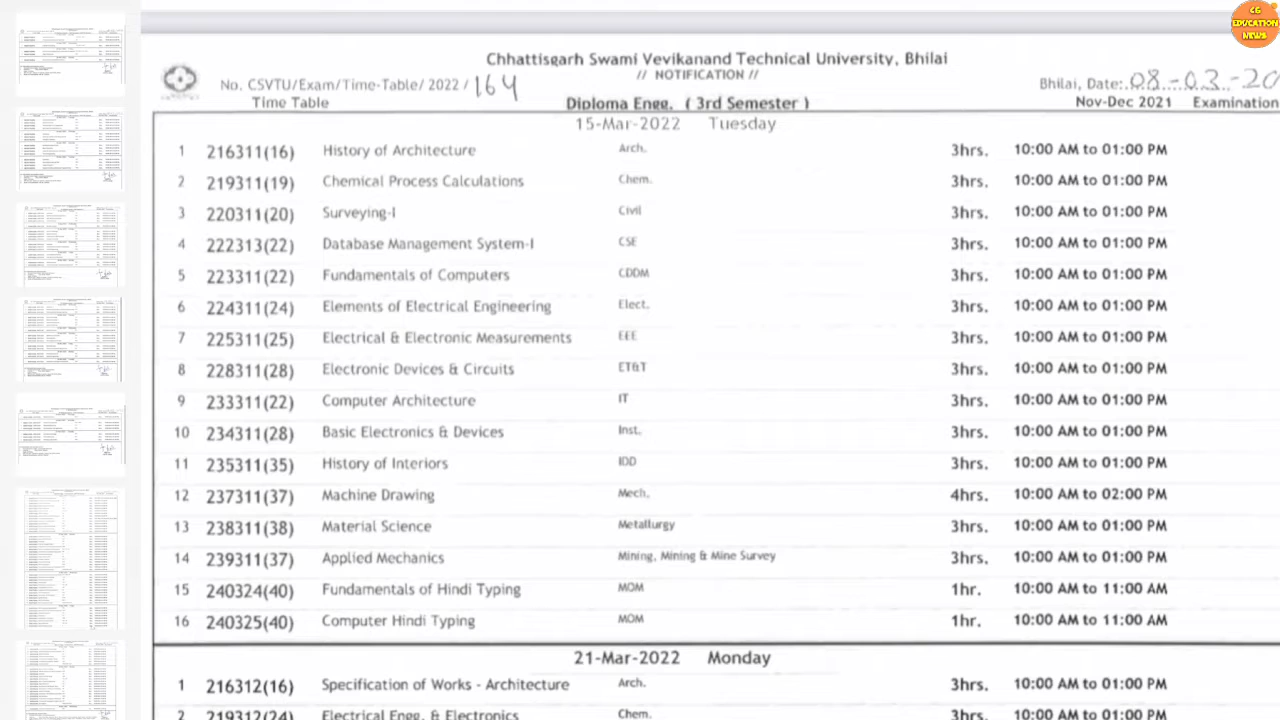 CG
EDUCATION
NEWS
Chhattisgarh Swami Vevikanand Technical University, Bhilai
// NOTIFICATION //
No. CSVTU/Exam/Time-Table/ 2022 / 164
Bhilai, Date: 08-03-20
Time Table
Diploma Engg. ( 3rd Semester )
Nov-Dec 2021 Examination
15-Mar-2022 Tuesday
1 216311(16) History of Architecture Arch. 3hrs. 10:00 AM to 01:00 PM
2 219311(19) Chemical Process Calculations Chem. 3hrs. 10:00 AM to 01:00 PM
3 220311(20) Surveying-I Civil 3hrs. 10:00 AM to 01:00 PM
4 222313(22) Database Management System-I CSE 3hrs. 10:00 AM to 01:00 PM
5 223311(22) Fundamentals of Computers CDDM 3hrs. 10:00 AM to 01:00 PM
6 224311(24) Elements of Electrical Engineering Elect. 3hrs. 10:00 AM to 01:00 PM
7 225311(25) Electrical & Electronic Measurements EEE 3hrs. 10:00 AM to 01:00 PM
8 228311(28) Electronic Devices & Circuits ET&T 3hrs. 10:00 AM to 01:00 PM
9 233311(22) Computer Architecture IT 3hrs. 10:00 AM to 01:00 PM
10 234311(28) Basic Electronics & Devices Inst. 3hrs. 10:00 AM to 01:00 PM
11 235311(35) History of Interiors IDD 3hrs. 10:00 AM to 01:00 PM
12 237311(37) Machine Drawing Mech. 4hrs. 10:00 AM to 02:00 PM
13 238311(38) Material Science Metallurgy 3hrs. 10:00 AM to 01:00 PM
14 (37) Applied Mechanics Mining, Mining & Mine Survey 3hrs. 10:00 AM to 01:00 PM
15 (40) Fundamentals of Hindi Typing MOM 1hr. 10:00 AM to 11:00 AM
16 240325(40) Computer Hindi Typing MOM 1hr. 10:00 AM to 11:00 AM
21-Mar-2022 Monday
1 (16) Arch. 3hrs. 10:00 AM to 01:00 PM
2 Chem. 3hrs. 10:00 AM to 01:00 PM